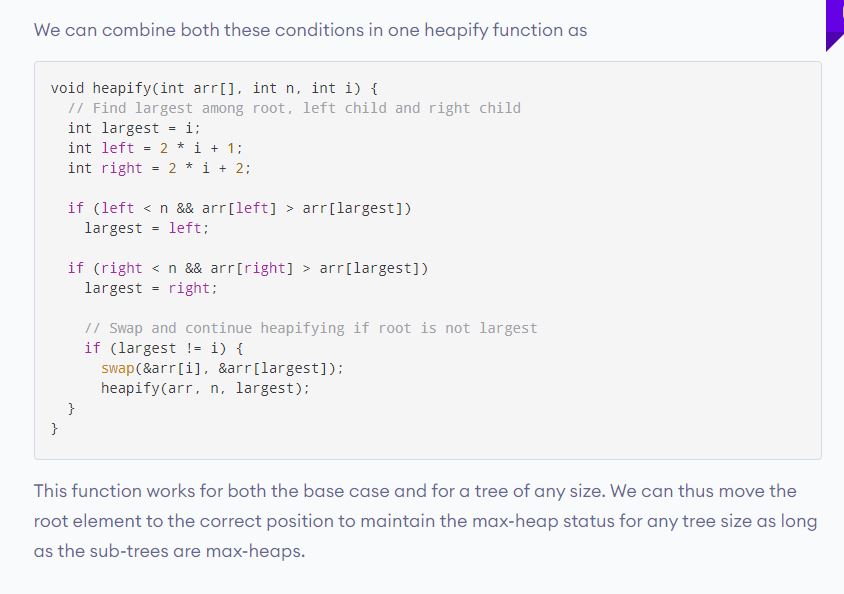 We can combine both these conditions in one heapify function as
void heapify(int arr[], int n, int i) {
  // Find largest among root, left child and right child
  int largest = i;
  int left = 2 * i + 1;
  int right = 2 * i + 2;
  if (left < n && arr[left] > arr[largest])
    largest = left;
  if (right < n && arr[right] > arr[largest])
    largest = right;
    // Swap and continue heapifying if root is not largest
    if (largest != i) {
      swap(&arr[i], &arr[largest]);
      heapify(arr, n, largest);
  }
}
This function works for both the base case and for a tree of any size. We can thus move the
root element to the correct position to maintain the max-heap status for any tree size as long
as the sub-trees are max-heaps.